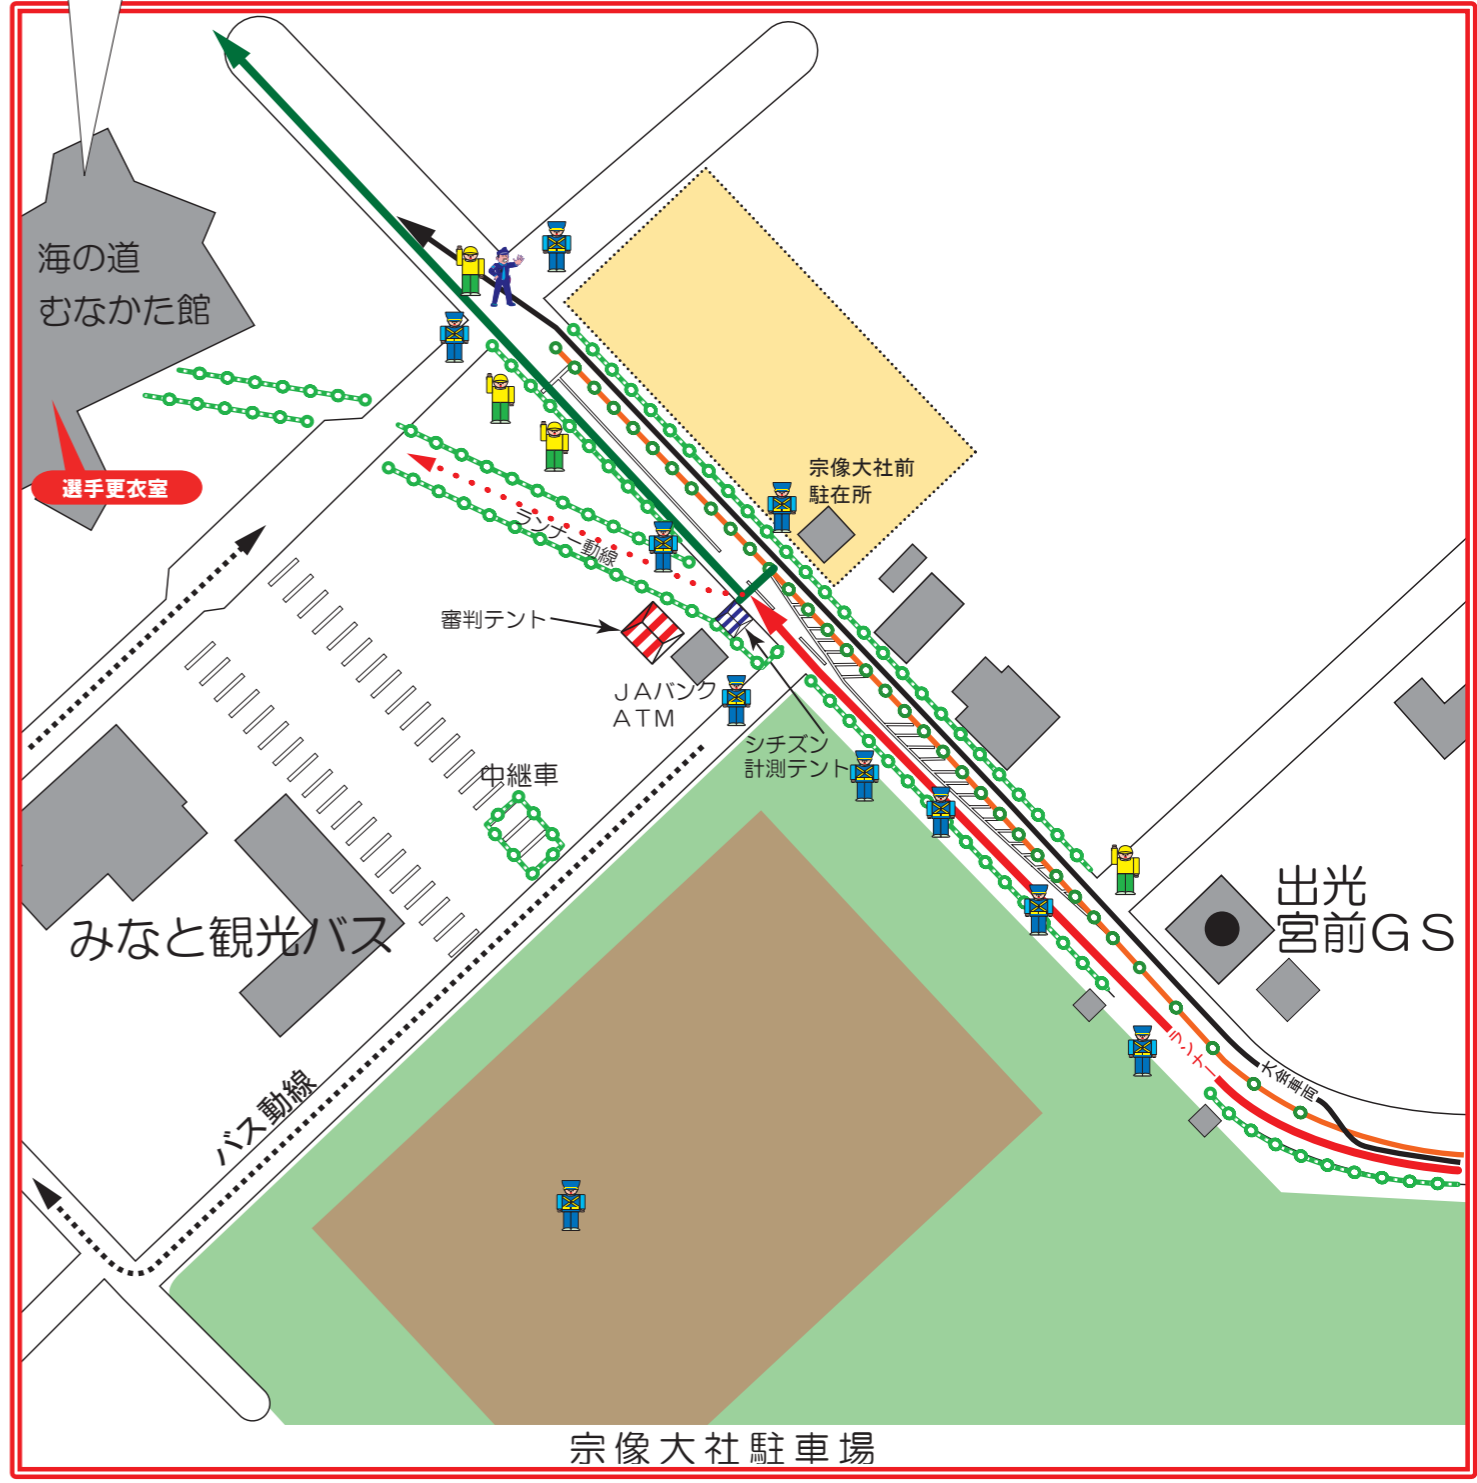 海の道
むなかた館
選手更衣室
宗像大社前
駐在所
ランナー動線
審判テント
ＪＡバンク
ＡＴＭ
シチズン
計測テント
中継車
みなと観光バス
出光
宮前ＧＳ
ランナー
大会車両
バス動線
宗像大社駐車場